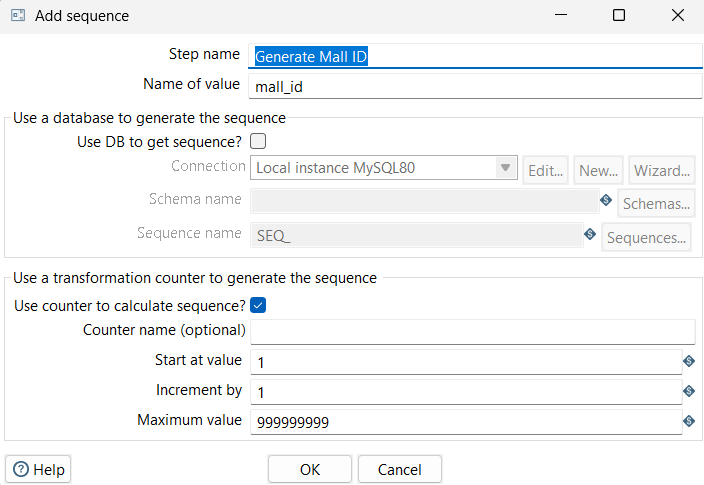 Add sequence
Step name Generate Mall ID
Name of value mall_id
Use a database to generate the sequence
Use DB to get sequence?
Connection Local instance MySQL80 Edit... New... Wizard...
Schema name Schemas...
Sequence name SEQ_ Sequences...
Use a transformation counter to generate the sequence
Use counter to calculate sequence?
Counter name (optional)
Start at value 1
Increment by 1
Maximum value 999999999
Help OK Cancel